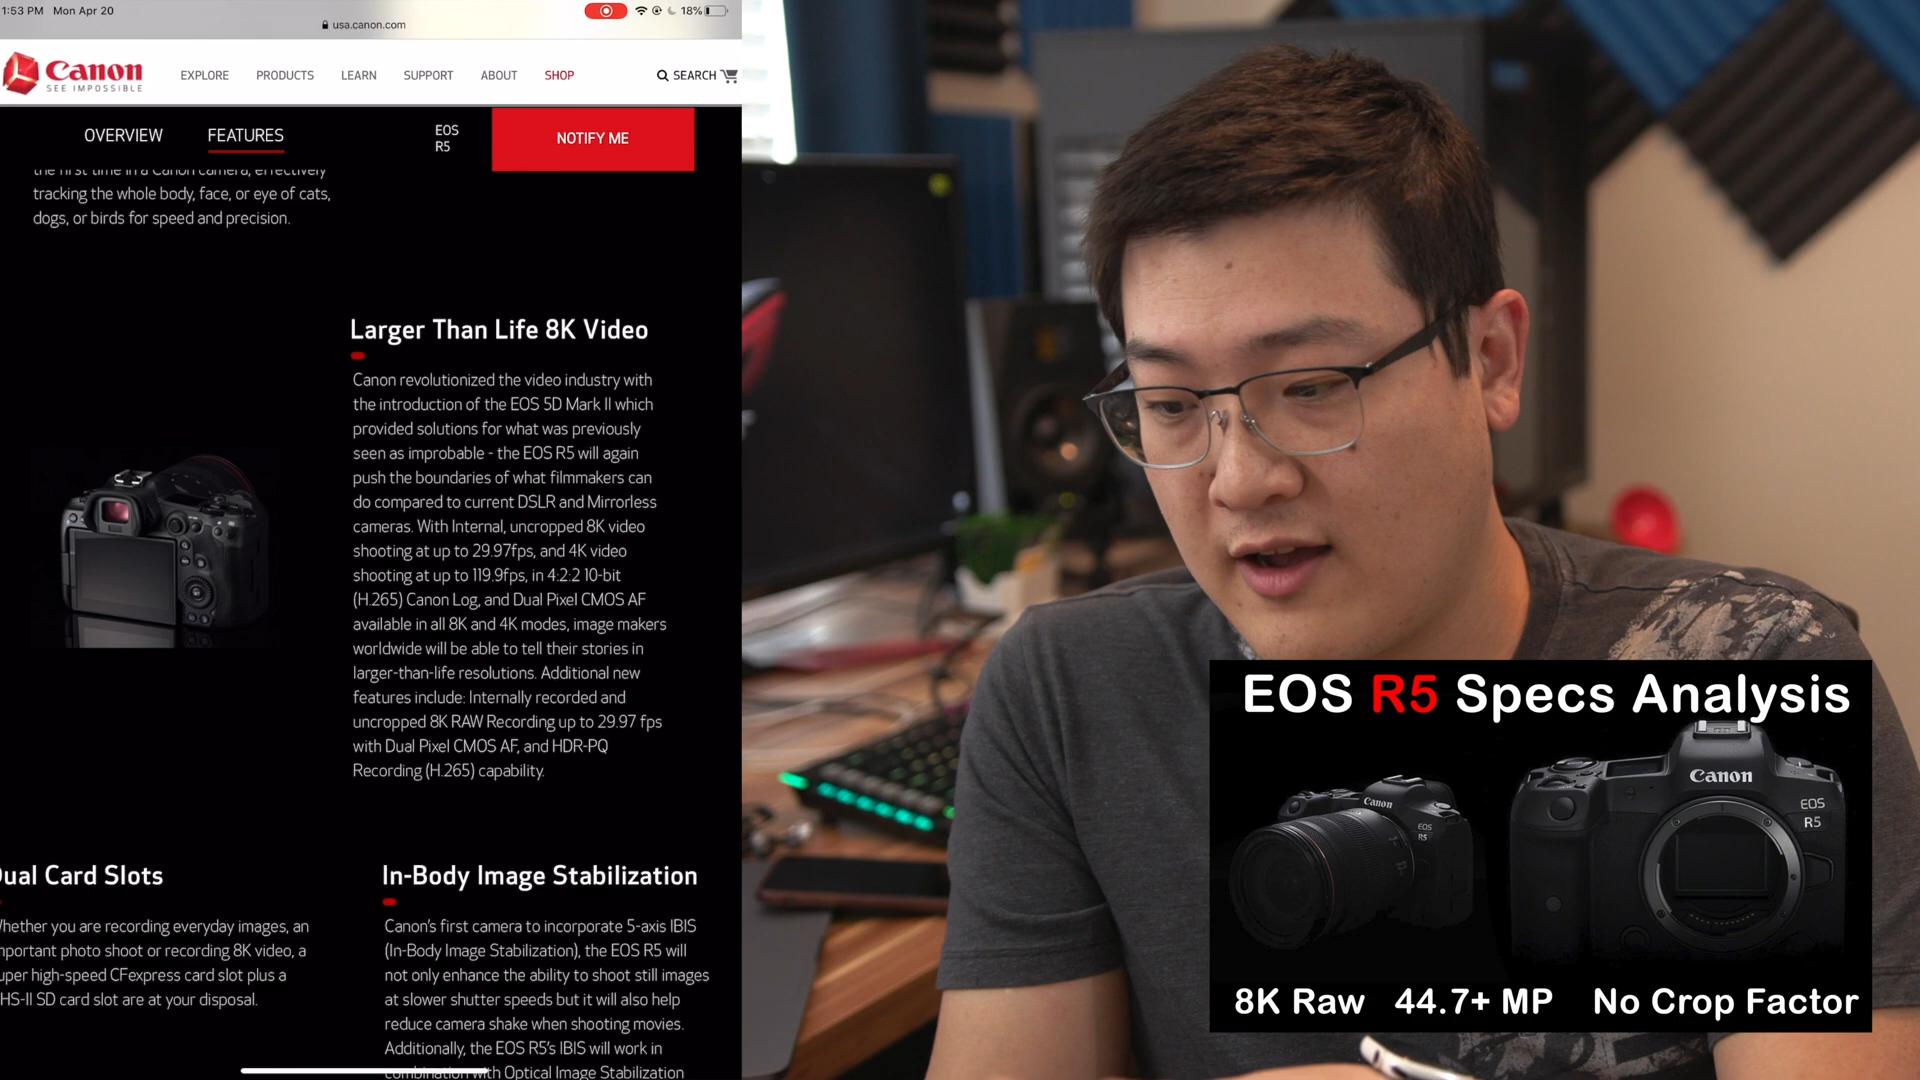 1:53 PM Mon Apr 20
18%
usa.canon.com
Canon
SEE IMPOSSIBLE
EXPLORE PRODUCTS LEARN SUPPORT ABOUT SHOP SEARCH
OVERVIEW FEATURES
EOS
R5
NOTIFY ME
the first time in a Canon camera, effectively
tracking the whole body, face, or eye of cats,
dogs, or birds for speed and precision.
Larger Than Life 8K Video
Canon revolutionized the video industry with
the introduction of the EOS 5D Mark II which
provided solutions for what was previously
seen as improbable - the EOS R5 will again
push the boundaries of what filmmakers can
do compared to current DSLR and Mirrorless
cameras. With Internal, uncropped 8K video
shooting at up to 29.97fps, and 4K video
shooting at up to 119.9fps, in 4:2:2 10-bit
(H.265) Canon Log, and Dual Pixel CMOS AF
available in all 8K and 4K modes, image makers
worldwide will be able to tell their stories in
larger-than-life resolutions. Additional new
features include: Internally recorded and
uncropped 8K RAW Recording up to 29.97 fps
with Dual Pixel CMOS AF, and HDR-PQ
Recording (H.265) capability.
ual Card Slots
hether you are recording everyday images, an
mportant photo shoot or recording 8K video, a
uper high-speed CFexpress card slot plus a
HS-II SD card slot are at your disposal.
In-Body Image Stabilization
Canon's first camera to incorporate 5-axis IBIS
(In-Body Image Stabilization), the EOS R5 will
not only enhance the ability to shoot still images
at slower shutter speeds but it will also help
reduce camera shake when shooting movies.
Additionally, the EOS R5's IBIS will work in
combination with Optical Image Stabilization
EOS R5 Specs Analysis
Canon
EOS
R5
Canon
EOS
R5
8K Raw 44.7+ MP No Crop Factor